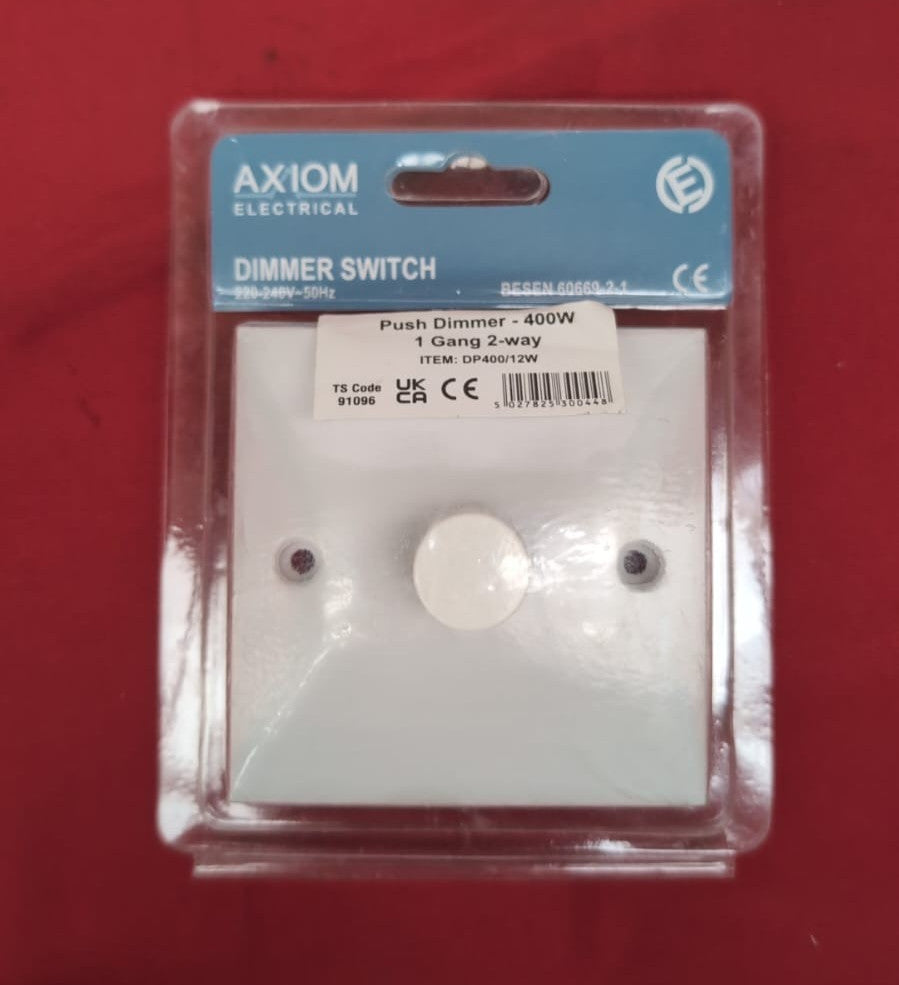 AXIOM
ELECTRICAL
DIMMER SWITCH
220-240V~50Hz
BESEN 60669-2-1
CE
Push Dimmer - 400W
1 Gang 2-way
ITEM: DP400/12W
TS Code
91096
UK
CA
CE
5 027825 300448